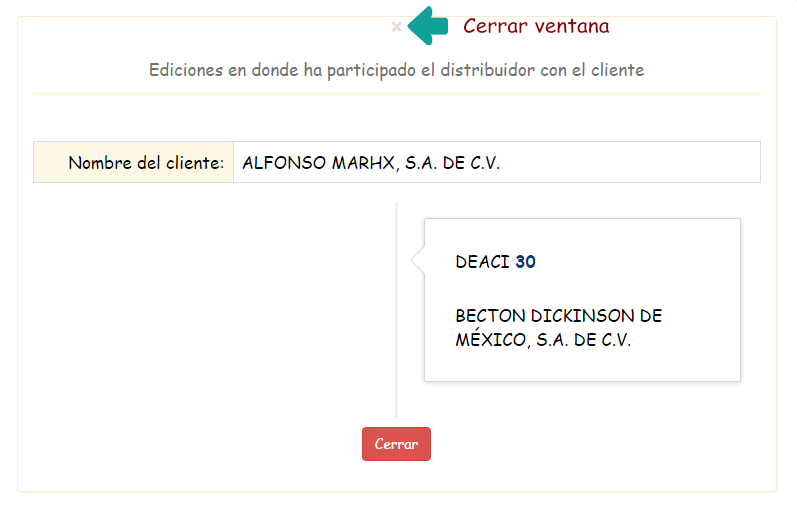 × Cerrar ventana
Ediciones en donde ha participado el distribuidor con el cliente
Nombre del cliente: ALFONSO MARHX, S.A. DE C.V.
DEACI 30
BECTON DICKINSON DE
MÉXICO, S.A. DE C.V.
Cerrar